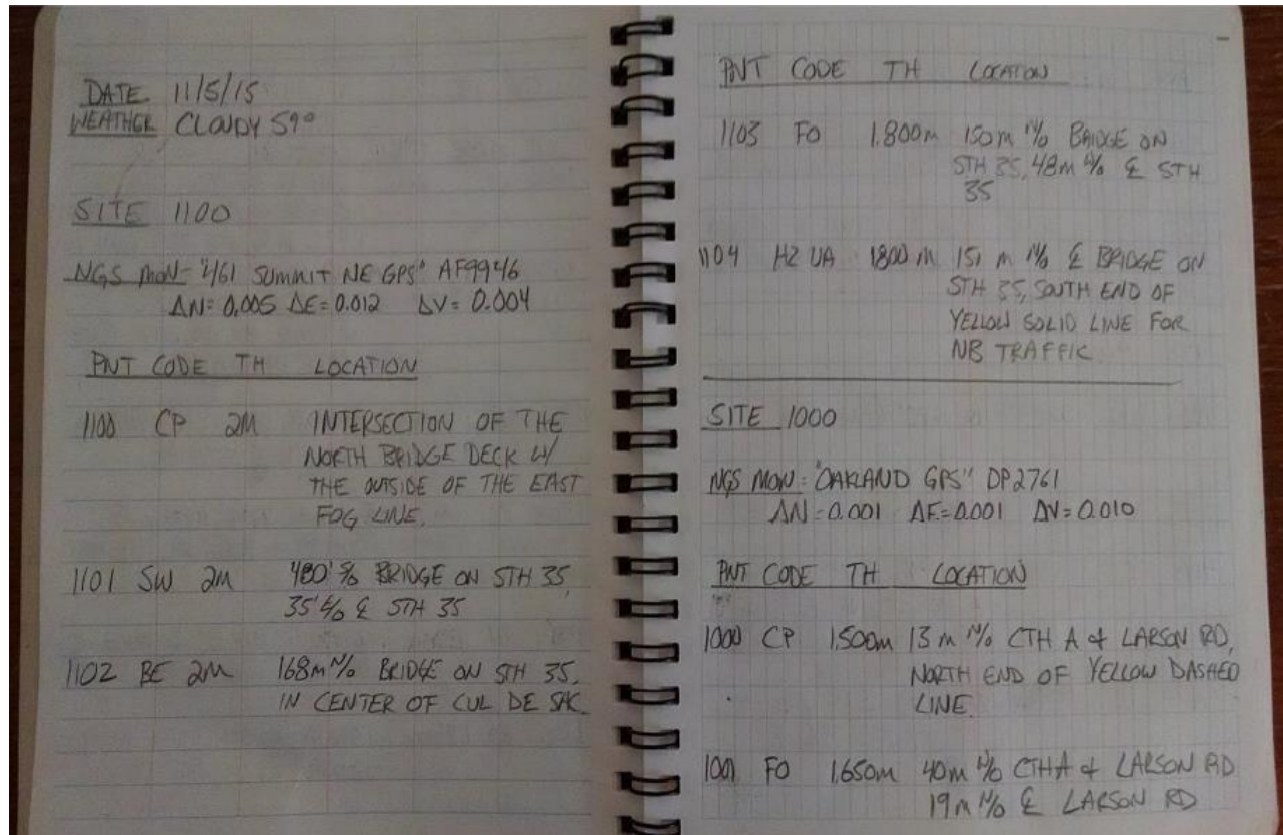 DATE 11/5/15
WEATHER CLOUDY 59°
SITE 1100
NGS MON- "461 SUMMIT NE GPS" AF9946
ΔN= 0.005 ΔE= 0.012 ΔV= 0.004
PNT CODE TH LOCATION
1100 CP 2M INTERSECTION OF THE
NORTH BRIDGE DECK W/
THE OUTSIDE OF THE EAST
FOG LINE.
1101 SW 2M 480' S/O BRIDGE ON STH 35,
35' E/O ℄ STH 35
1102 BE 2M 168m N/O BRIDGE ON STH 35,
IN CENTER OF CUL DE SAC.
PNT CODE TH LOCATION
1103 FO 1.800m 150m N/O BRIDGE ON
STH 35, 48m ℄ STH
35
1104 H2 UA 1.800 m m N/O ℄ BRIDGE ON
STH 35, SOUTH END OF
YELLOW SOLID LINE FOR
NB TRAFFIC.
SITE 1000
NGS MON: "OAKLAND GPS" DP2761
ΔN=0.001 ΔE=0.001 ΔV=0.010
PNT CODE TH LOCATION
1000 CP 1.500m 13 m N/O CTH A & LARSON RD,
NORTH END OF YELLOW DASHED
LINE.
1001 FO 1.650m 40m CTH A & LARSON RD
19m N/O ℄ LARSON RD